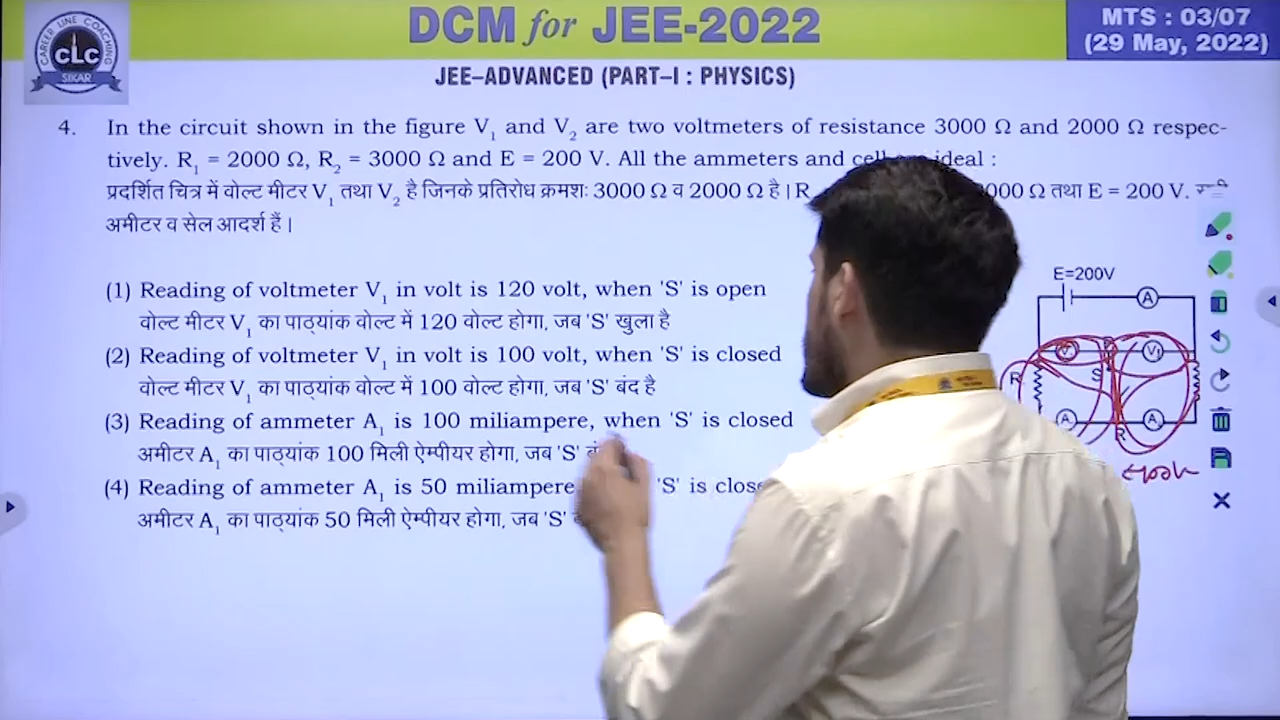 DCM for JEE-2022
MTS : 03/07
(29 May, 2022)
CAREER LINE COACHING
CLC
SIKAR
JEE–ADVANCED (PART–I : PHYSICS)
4. In the circuit shown in the figure V1 and V2 are two voltmeters of resistance 3000 Ω and 2000 Ω respec-
tively. R1 = 2000 Ω, R2 = 3000 Ω and E = 200 V. All the ammeters and ideal :
प्रदर्शित चित्र में वोल्ट मीटर V1 तथा V2 है जिनके प्रतिरोध क्रमशः 3000 Ω व 2000 Ω है। R 000 Ω तथा E = 200 V.
अमीटर व सेल आदर्श हैं।
(1) Reading of voltmeter V1 in volt is 120 volt, when 'S' is open
वोल्ट मीटर V1 का पाठ्यांक वोल्ट में 120 वोल्ट होगा, जब 'S' खुला है
(2) Reading of voltmeter V1 in volt is 100 volt, when 'S' is closed
वोल्ट मीटर V1 का पाठ्यांक वोल्ट में 100 वोल्ट होगा, जब 'S' बंद है
(3) Reading of ammeter A1 is 100 miliampere, when 'S' is closed
अमीटर A1 का पाठ्यांक 100 मिली ऐम्पीयर होगा, जब 'S'
(4) Reading of ammeter A1 is 50 miliampere 'S' is close
अमीटर A1 का पाठ्यांक 50 मिली ऐम्पीयर होगा, जब 'S'
E=200V
A
V1
S
R
A
A
R